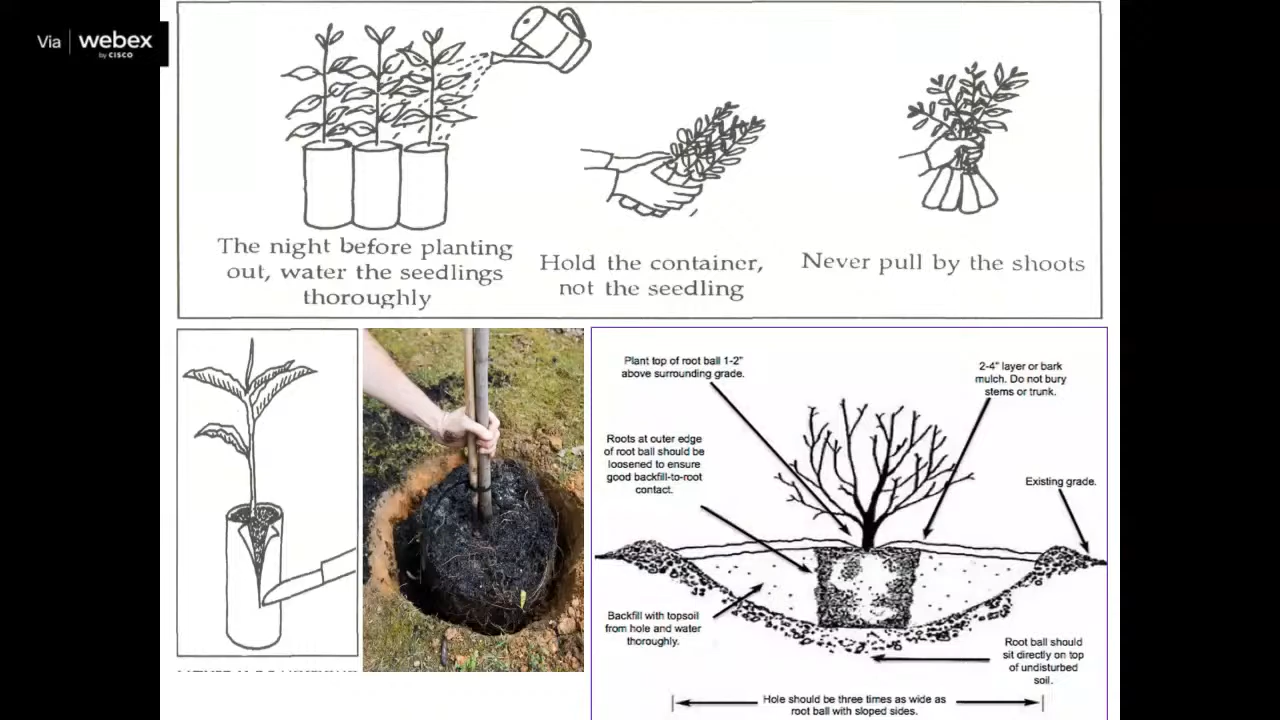 Via webex
by CISCO
The night before planting
out, water the seedlings
thoroughly
Hold the container,
not the seedling
Never pull by the shoots
Plant top of root ball 1-2"
above surrounding grade.
2-4" layer or bark
mulch. Do not bury
stems or trunk.
Roots at outer edge
of root ball should be
loosened to ensure
good backfill-to-root
contact.
Existing grade.
Backfill with topsoil
from hole and water
thoroughly.
Root ball should
sit directly on top
of undisturbed
soil.
Hole should be three times as wide as
root ball with sloped sides.